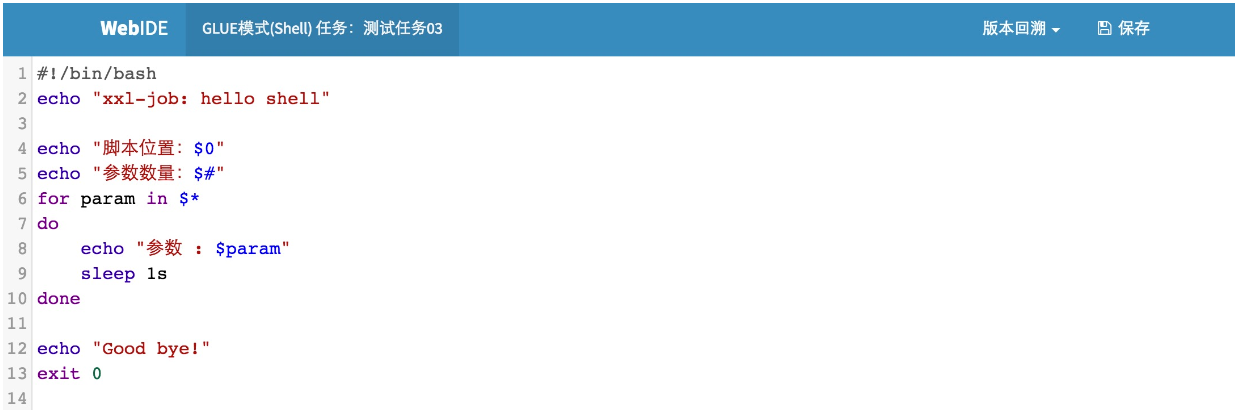 WebIDE GLUE模式(Shell) 任务：测试任务03 版本回溯 保存
1 #!/bin/bash
2 echo "xxl-job: hello shell"
3
4 echo "脚本位置：$0"
5 echo "参数数量：$#"
6 for param in $*
7 do
8     echo "参数 : $param"
9     sleep 1s
10 done
11
12 echo "Good bye!"
13 exit 0
14